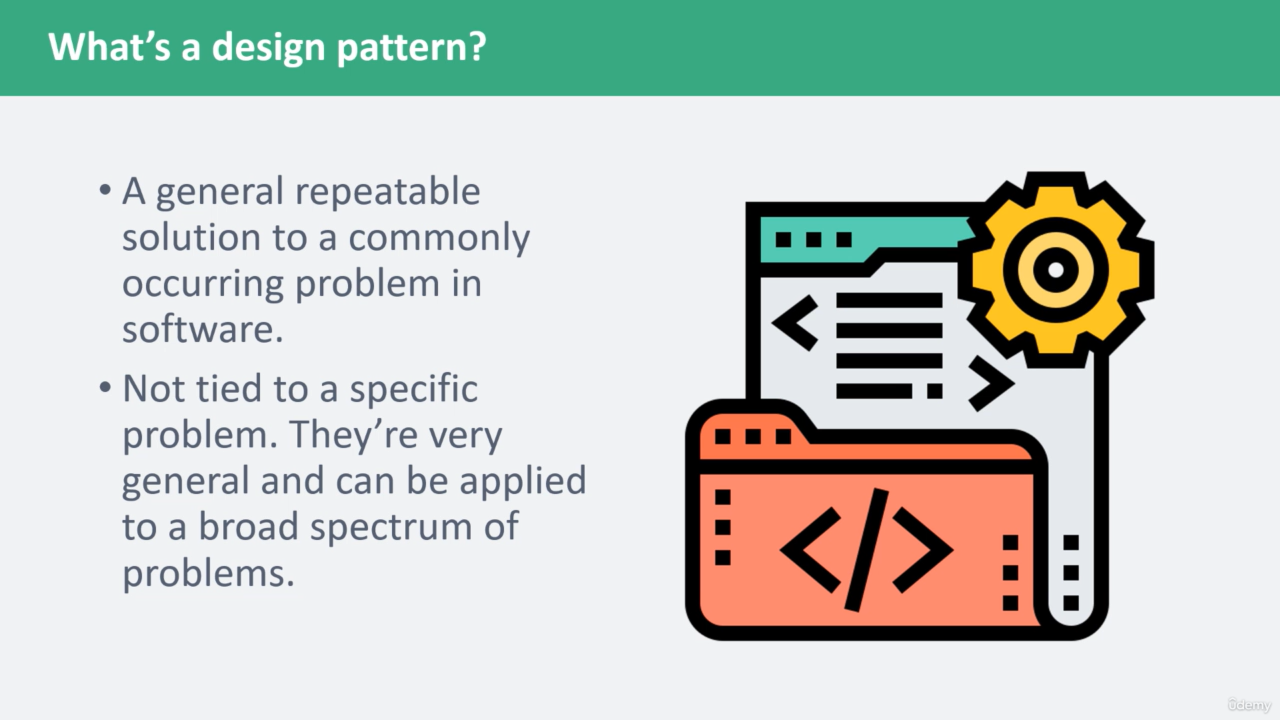 What’s a design pattern?
• A general repeatable
solution to a commonly
occurring problem in
software.
• Not tied to a specific
problem. They’re very
general and can be applied
to a broad spectrum of
problems.
</>
ûdemy